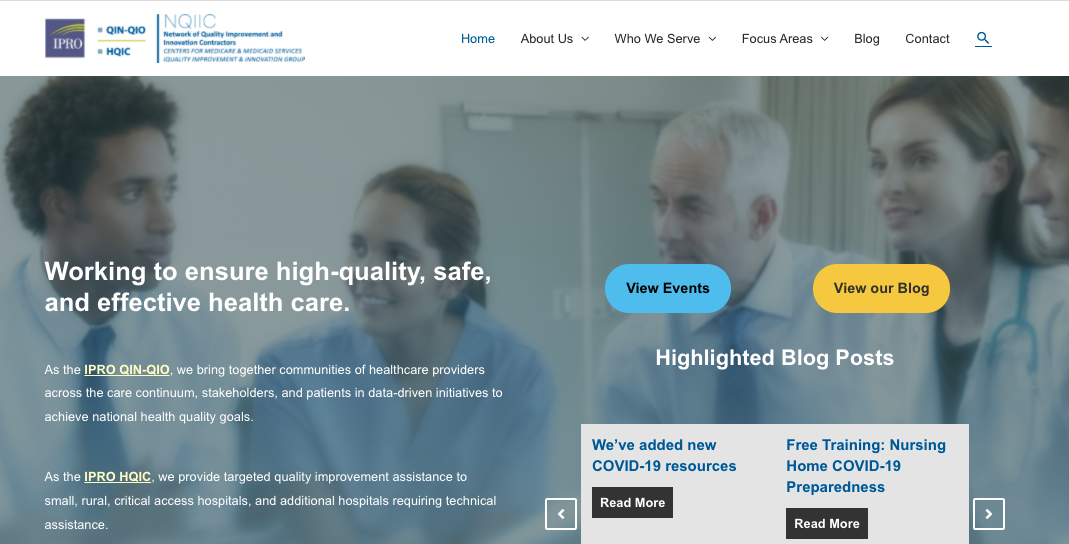 IPRO
QIN-QIO
HQIC
NQIIC
Network of Quality Improvement and
Innovation Contractors
CENTERS FOR MEDICARE & MEDICAID SERVICES
iQUALITY IMPROVEMENT & INNOVATION GROUP
Home About Us Who We Serve Focus Areas Blog Contact
Working to ensure high-quality, safe,
and effective health care.
As the IPRO QIN-QIO, we bring together communities of healthcare providers
across the care continuum, stakeholders, and patients in data-driven initiatives to
achieve national health quality goals.
As the IPRO HQIC, we provide targeted quality improvement assistance to
small, rural, critical access hospitals, and additional hospitals requiring technical
assistance.
View Events
View our Blog
Highlighted Blog Posts
We’ve added new
COVID-19 resources
Read More
Free Training: Nursing
Home COVID-19
Preparedness
Read More